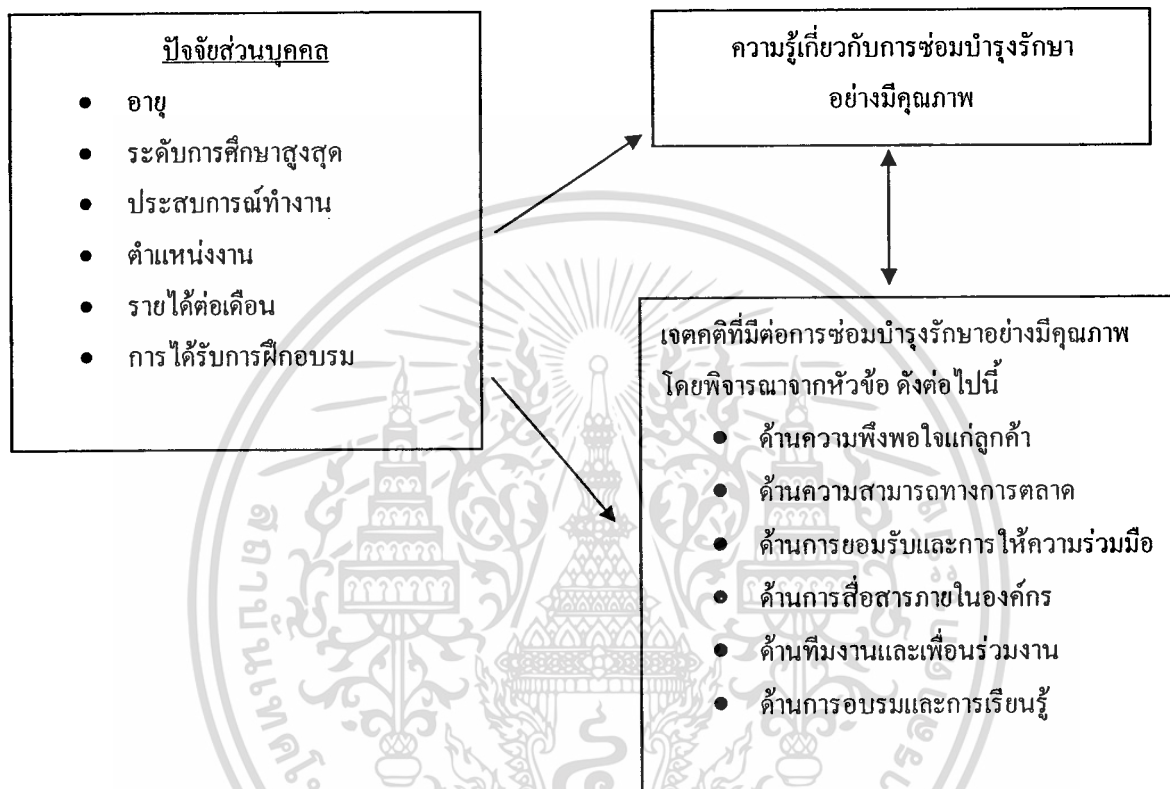 ปัจจัยส่วนบุคคล
• อายุ
• ระดับการศึกษาสูงสุด
• ประสบการณ์ทำงาน
• ตำแหน่งงาน
• รายได้ต่อเดือน
• การได้รับการฝึกอบรม
ความรู้เกี่ยวกับการซ่อมบำรุงรักษา
อย่างมีคุณภาพ
เจตคติที่มีต่อการซ่อมบำรุงรักษาอย่างมีคุณภาพ
โดยพิจารณาจากหัวข้อ ดังต่อไปนี้
• ด้านความพึงพอใจแก่ลูกค้า
• ด้านความสามารถทางการตลาด
• ด้านการยอมรับและการให้ความร่วมมือ
• ด้านการสื่อสารภายในองค์กร
• ด้านทีมงานและเพื่อนร่วมงาน
• ด้านการอบรมและการเรียนรู้